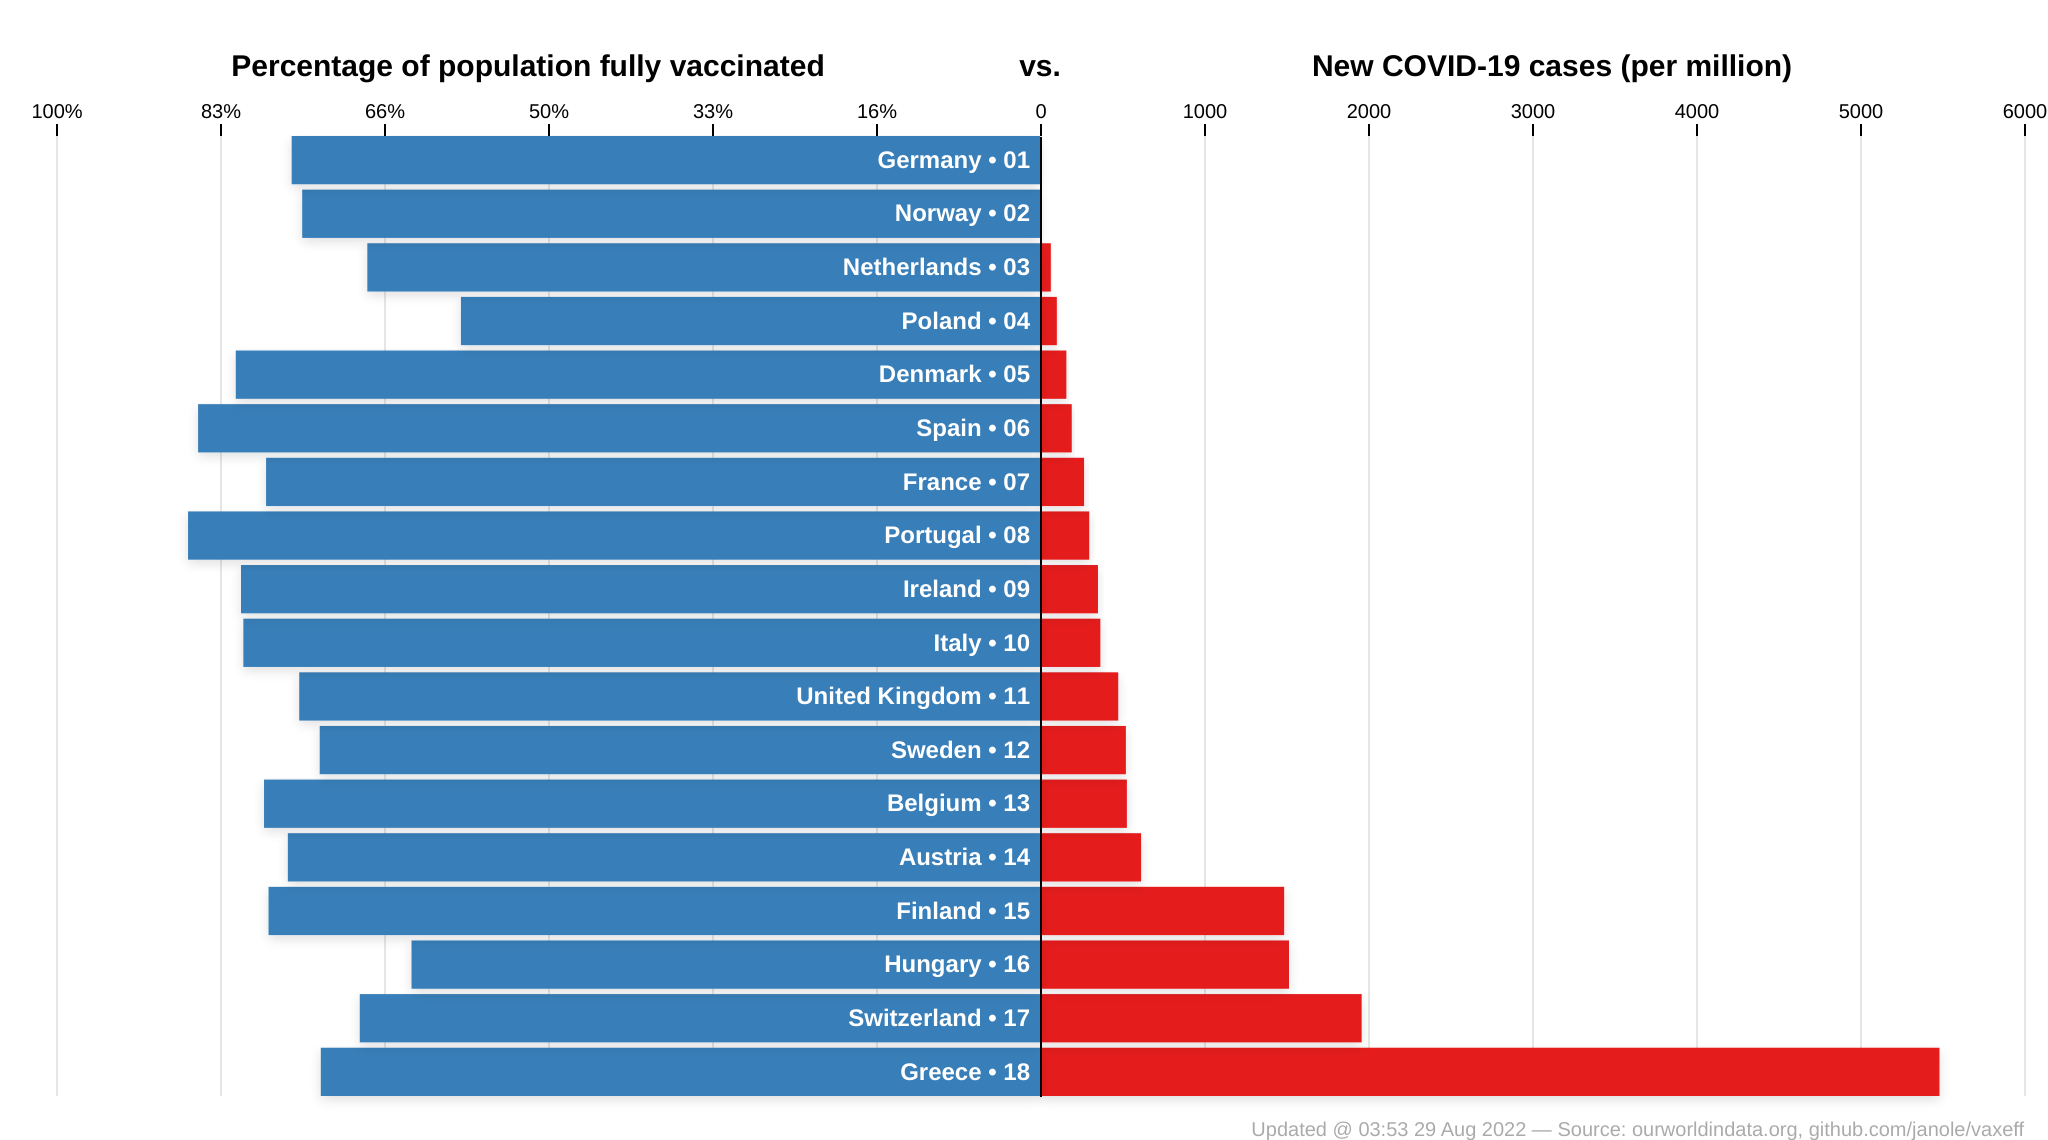 Percentage of population fully vaccinated vs. New COVID-19 cases (per million)
100% 83% 66% 50% 33% 16% 0 1000 2000 3000 4000 5000 6000
Germany • 01
Norway • 02
Netherlands • 03
Poland • 04
Denmark • 05
Spain • 06
France • 07
Portugal • 08
Ireland • 09
Italy • 10
United Kingdom • 11
Sweden • 12
Belgium • 13
Austria • 14
Finland • 15
Hungary • 16
Switzerland • 17
Greece • 18
Updated @ 03:53 29 Aug 2022 — Source: ourworldindata.org, github.com/janole/vaxeff